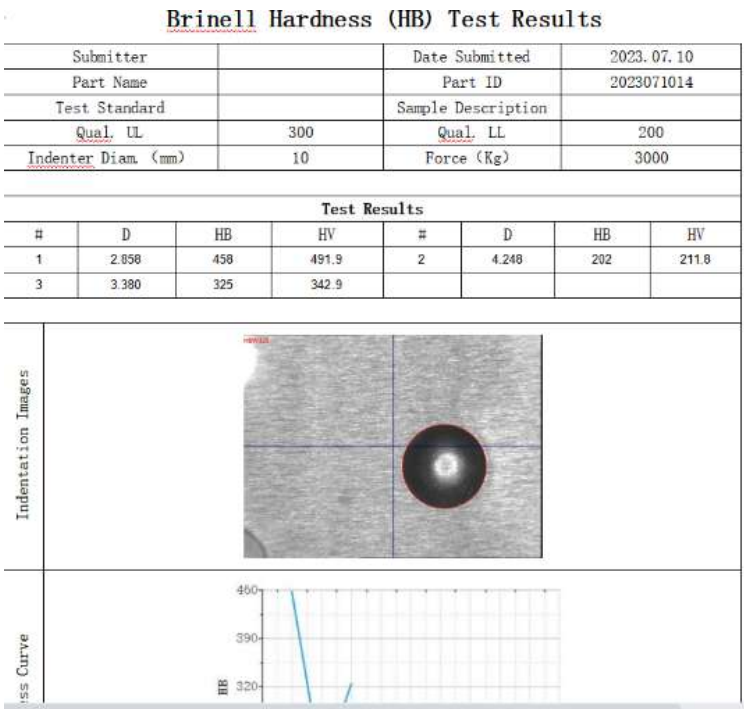 Brinell Hardness (HB) Test Results
Submitter Date Submitted 2023.07.10
Part Name Part ID 2023071014
Test Standard Sample Description
Qual. UL 300 Qual. LL 200
Indenter Diam. (mm) 10 Force (Kg) 3000
Test Results
# D HB HV # D HB HV
1 2.858 458 491.9 2 4.248 202 211.8
3 3.380 325 342.9
Indentation Images
460
390
320
HB
ss Curve